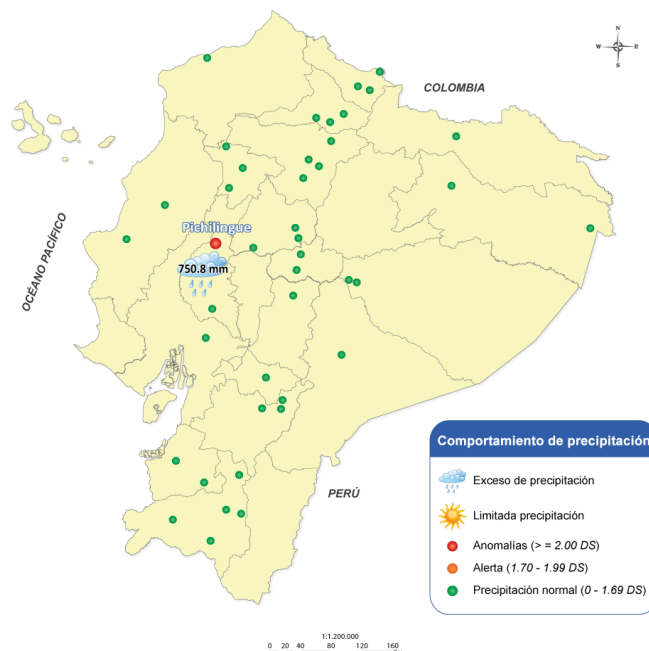 N
W E
S
COLOMBIA
OCÉANO PACÍFICO
Pichilingue
750.8 mm
PERÚ
Comportamiento de precipitación
Exceso de precipitación
Limitada precipitación
Anomalías (> = 2.00 DS)
Alerta (1.70 - 1.99 DS)
Precipitación normal (0 - 1.69 DS)
1:1.200.000
0 20 40 80 120 160